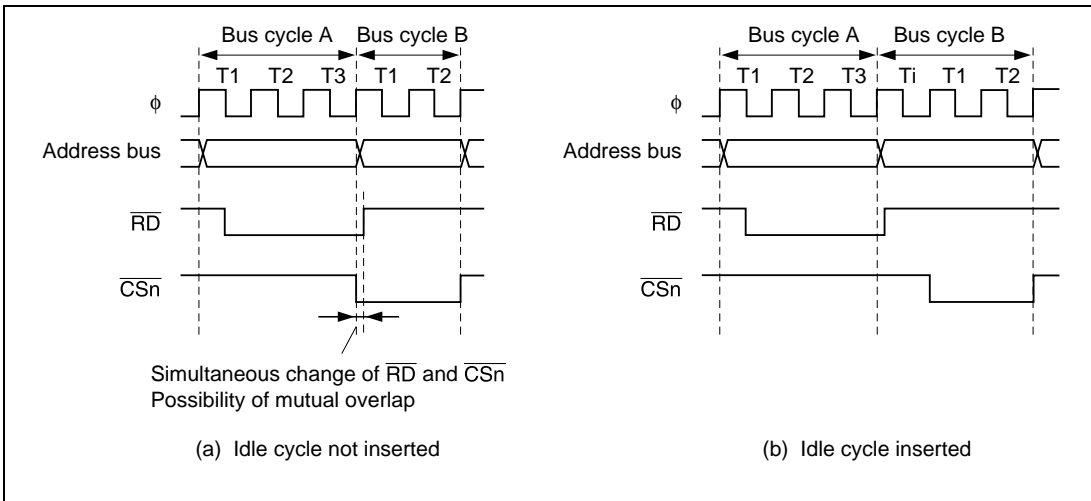 Bus cycle A Bus cycle B
T1 T2 T3 T1 T2
φ
Address bus
RD
CSn
Simultaneous change of RD and CSn
Possibility of mutual overlap
(a) Idle cycle not inserted
Bus cycle A Bus cycle B
T1 T2 T3 Ti T1 T2
φ
Address bus
RD
CSn
(b) Idle cycle inserted